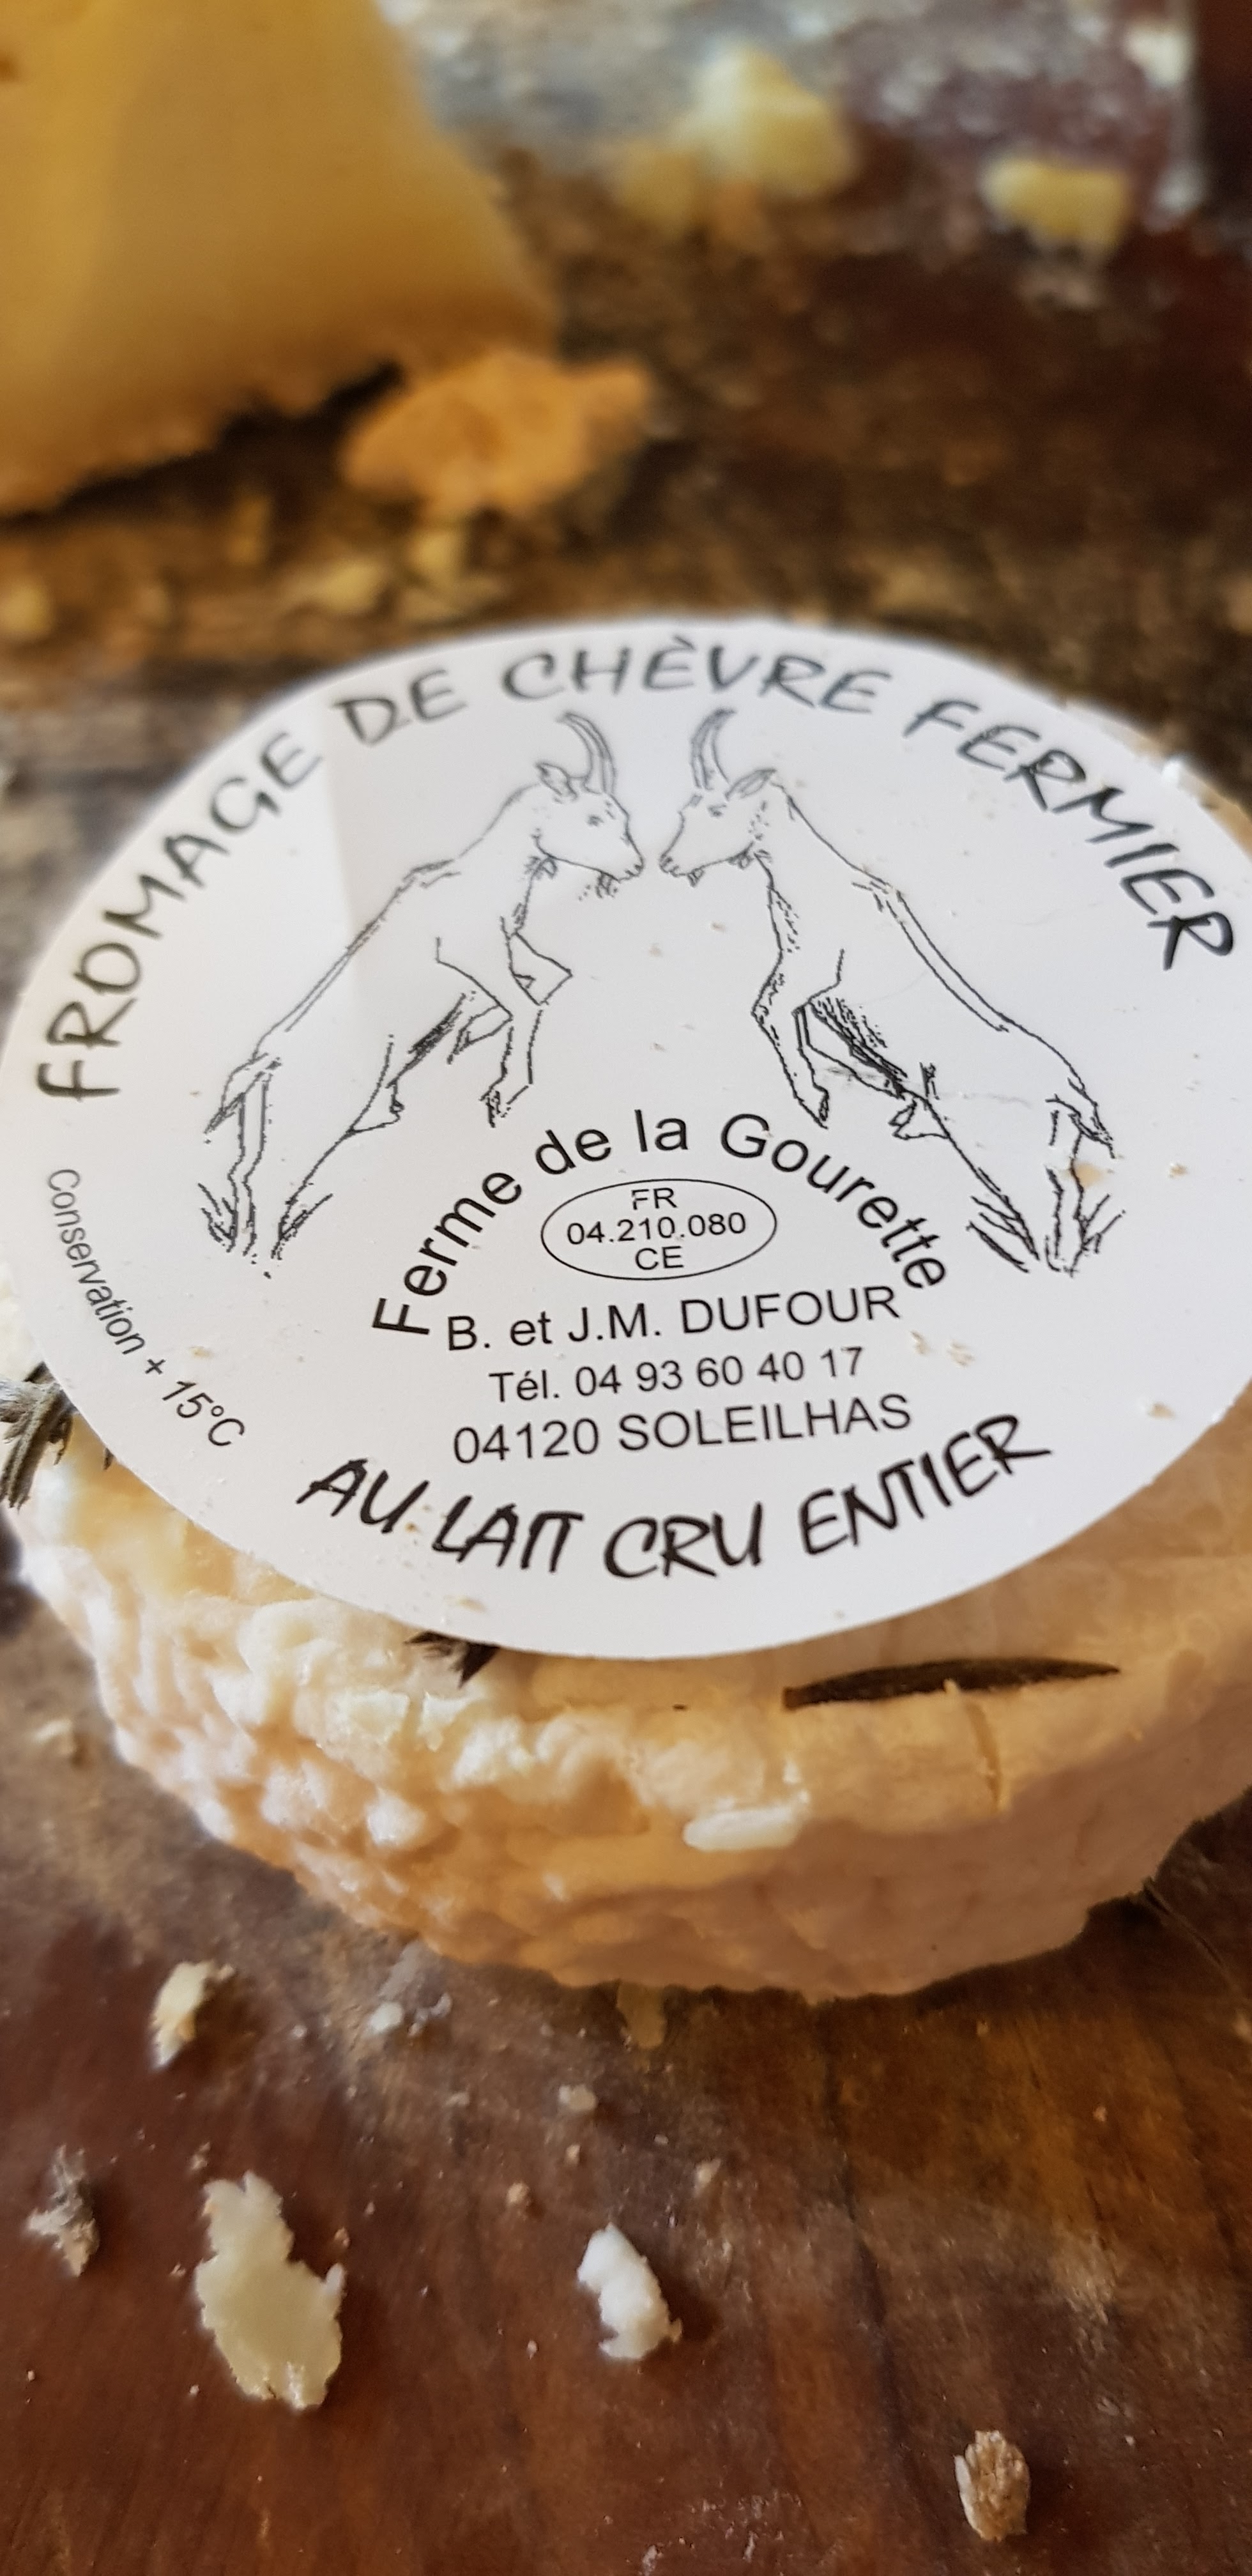 FROMAGE DE CHÈVRE FERMIER
Ferme de la Gourette
FR
04.210.080
CE
B. et J.M. DUFOUR
Tél. 04 93 60 40 17
04120 SOLEILHAS
Conservation + 15°C
AU LAIT CRU ENTIER